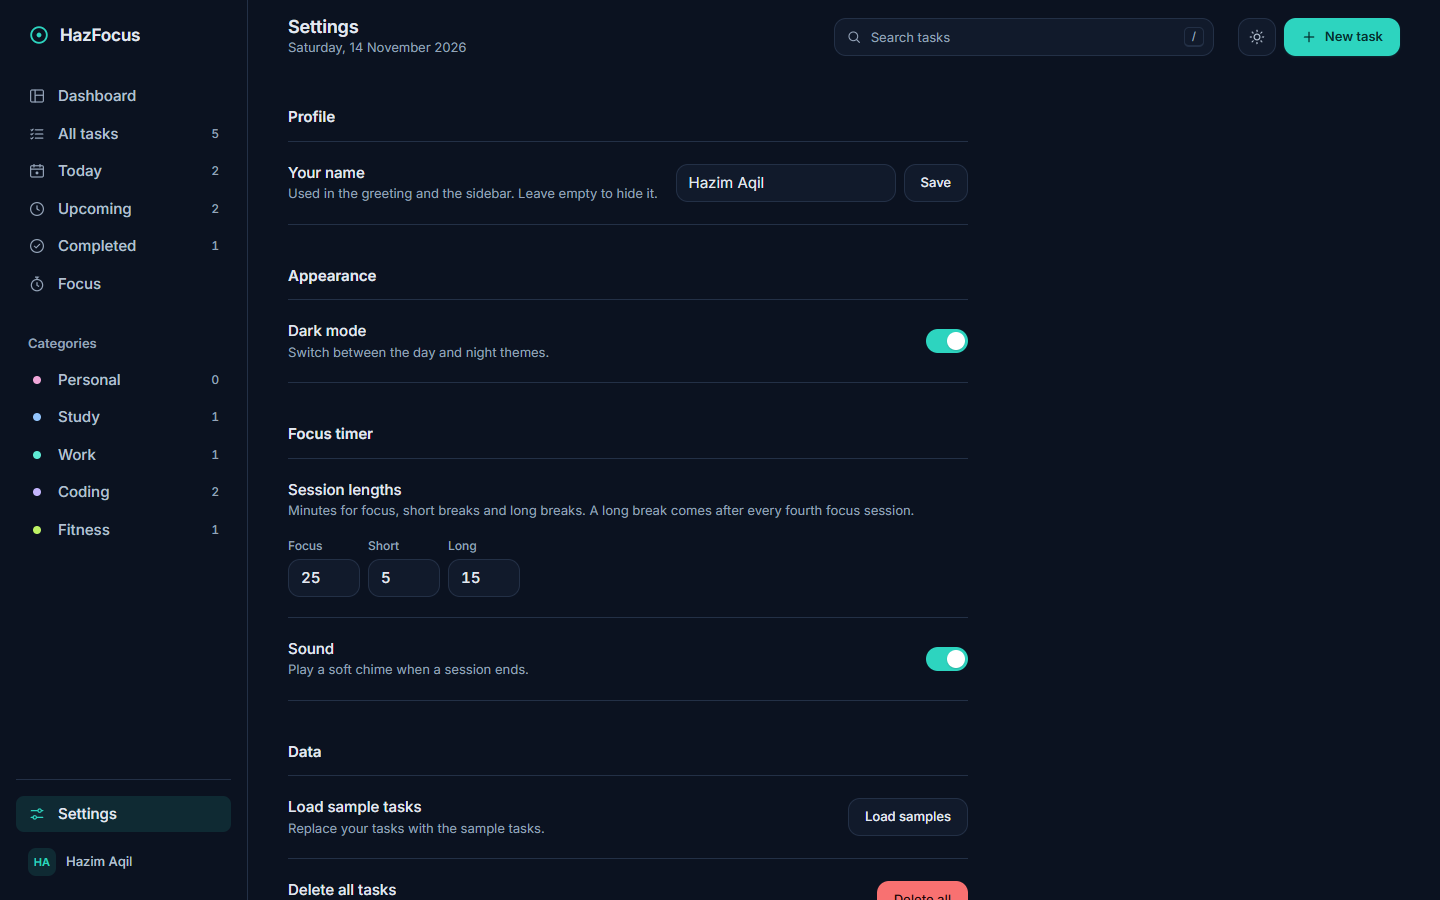 HazFocus
Dashboard
All tasks 5
Today 2
Upcoming 2
Completed 1
Focus
Categories
Personal 0
Study 1
Work 1
Coding 2
Fitness 1
Settings
HA Hazim Aqil
Settings
Saturday, 14 November 2026
Search tasks /
New task
Profile
Your name
Used in the greeting and the sidebar. Leave empty to hide it.
Hazim Aqil
Save
Appearance
Dark mode
Switch between the day and night themes.
Focus timer
Session lengths
Minutes for focus, short breaks and long breaks. A long break comes after every fourth focus session.
Focus Short Long
25 5 15
Sound
Play a soft chime when a session ends.
Data
Load sample tasks
Replace your tasks with the sample tasks.
Load samples
Delete all tasks
Delete all